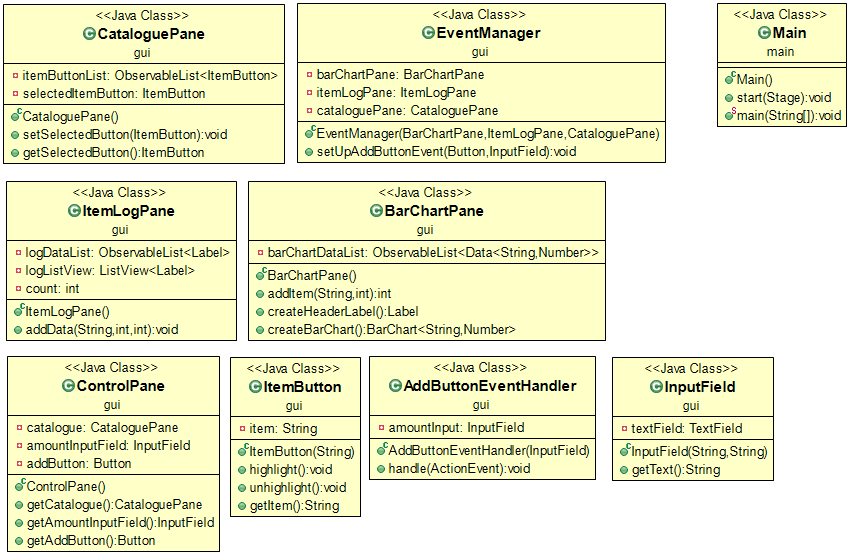 <<Java Class>>
CataloguePane
gui
itemButtonList: ObservableList<ItemButton>
selectedItemButton: ItemButton
CataloguePane()
setSelectedButton(ItemButton):void
getSelectedButton():ItemButton
<<Java Class>>
EventManager
gui
barChartPane: BarChartPane
itemLogPane: ItemLogPane
cataloguePane: CataloguePane
EventManager(BarChartPane,ItemLogPane,CataloguePane)
setUpAddButtonEvent(Button,InputField):void
<<Java Class>>
Main
main
Main()
start(Stage):void
main(String[]):void
<<Java Class>>
ItemLogPane
gui
logDataList: ObservableList<Label>
logListView: ListView<Label>
count: int
ItemLogPane()
addData(String,int,int):void
<<Java Class>>
BarChartPane
gui
barChartDataList: ObservableList<Data<String,Number>>
BarChartPane()
addItem(String,int):int
createHeaderLabel():Label
createBarChart():BarChart<String,Number>
<<Java Class>>
ControlPane
gui
catalogue: CataloguePane
amountInputField: InputField
addButton: Button
ControlPane()
getCatalogue():CataloguePane
getAmountInputField():InputField
getAddButton():Button
<<Java Class>>
ItemButton
gui
item: String
ItemButton(String)
highlight():void
unhighlight():void
getItem():String
<<Java Class>>
AddButtonEventHandler
gui
amountInput: InputField
AddButtonEventHandler(InputField)
handle(ActionEvent):void
<<Java Class>>
InputField
gui
textField: TextField
InputField(String,String)
getText():String